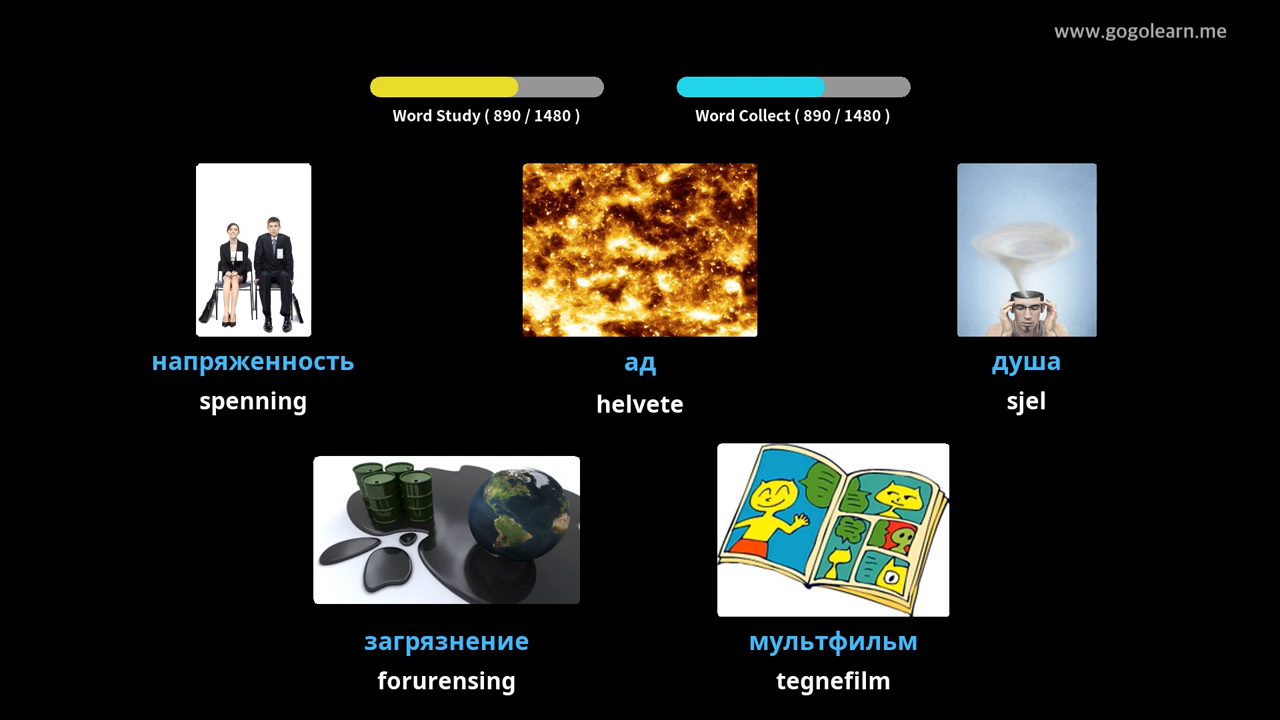 www.gogolearn.me
Word Study ( 890 / 1480 )
Word Collect ( 890 / 1480 )
напряженность
ад
душа
spenning
helvete
sjel
загрязнение
мультфильм
forurensing
tegnefilm